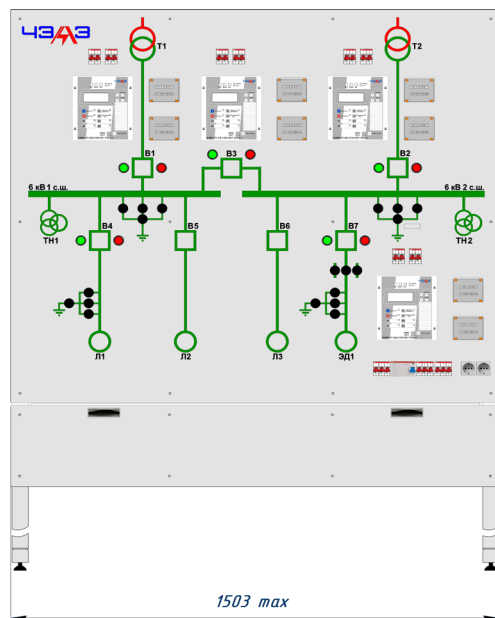 ЧЭАЗ
Т1
Т2
В1
В3
В2
6 кВ 1 с.ш.
6 кВ 2 с.ш.
ТН1
В4
В5
В6
В7
ТН2
Л1
Л2
Л3
ЭД1
1503 max